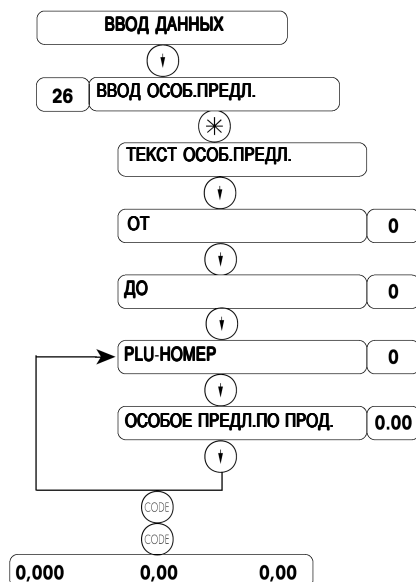 ВВОД ДАННЫХ
26 ВВОД ОСОБ.ПРЕДЛ.
ТЕКСТ ОСОБ.ПРЕДЛ.
ОТ 0
ДО 0
PLU-НОМЕР 0
ОСОБОЕ ПРЕДЛ.ПО ПРОД. 0.00
CODE
CODE
0,000 0,00 0,00